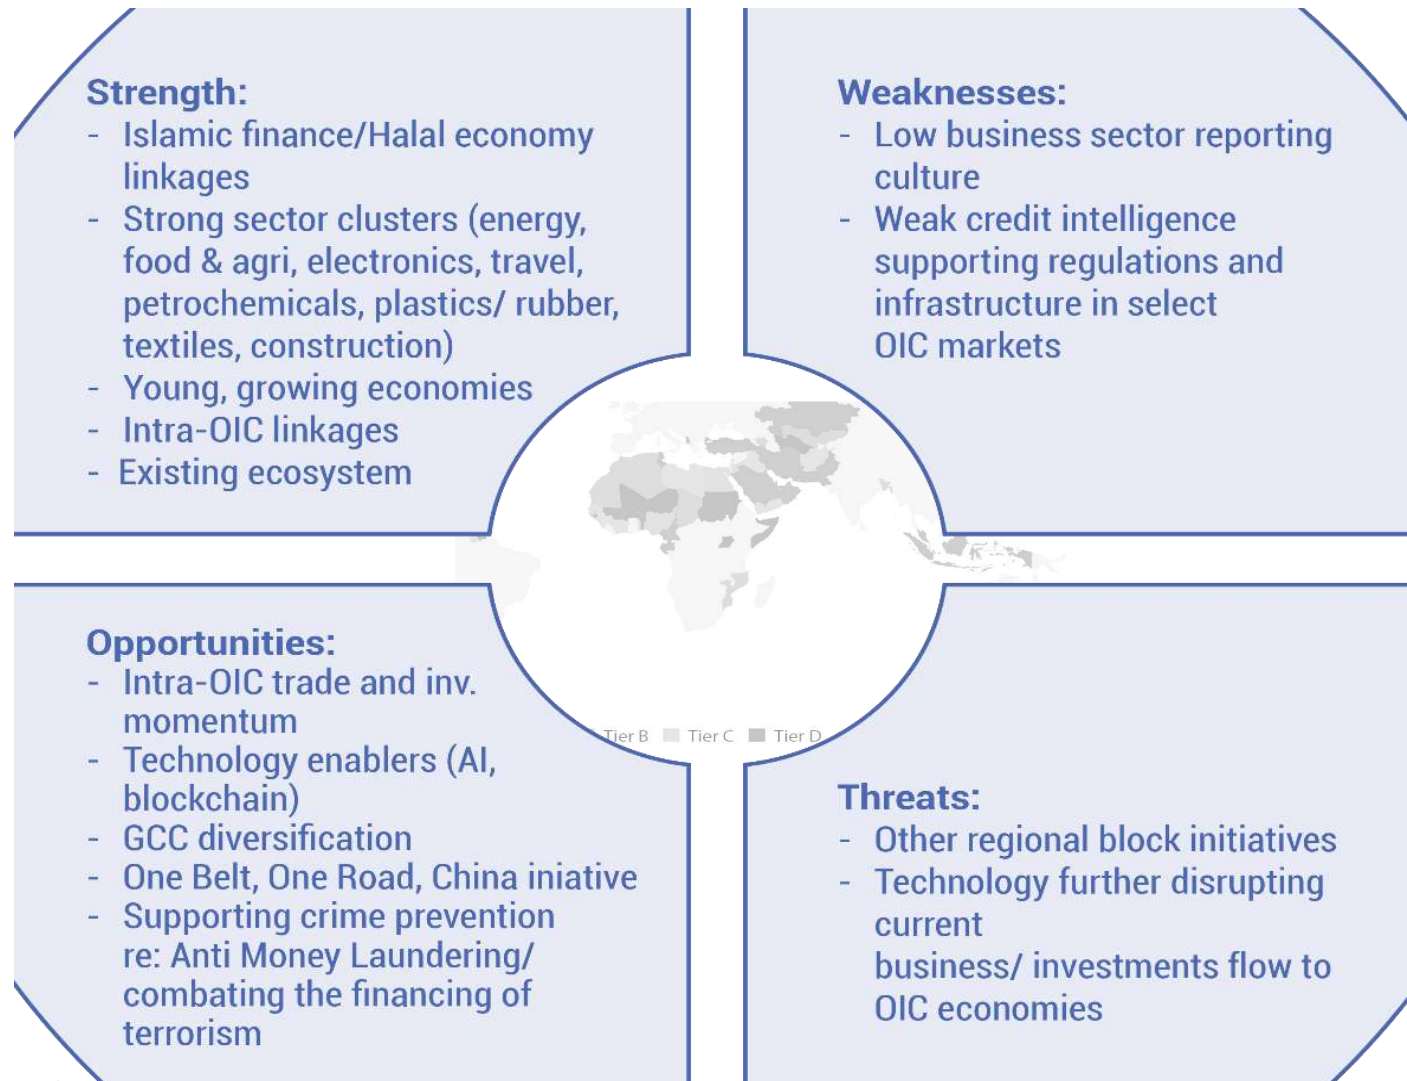 Strength:
- Islamic finance/Halal economy
linkages
- Strong sector clusters (energy,
food & agri, electronics, travel,
petrochemicals, plastics/ rubber,
textiles, construction)
- Young, growing economies
- Intra-OIC linkages
- Existing ecosystem
Weaknesses:
- Low business sector reporting
culture
- Weak credit intelligence
supporting regulations and
infrastructure in select
OIC markets
Opportunities:
- Intra-OIC trade and inv.
momentum
- Technology enablers (AI,
blockchain)
- GCC diversification
- One Belt, One Road, China iniative
- Supporting crime prevention
re: Anti Money Laundering/
combating the financing of
terrorism
Tier B Tier C Tier D
Threats:
- Other regional block initiatives
- Technology further disrupting
current
business/ investments flow to
OIC economies